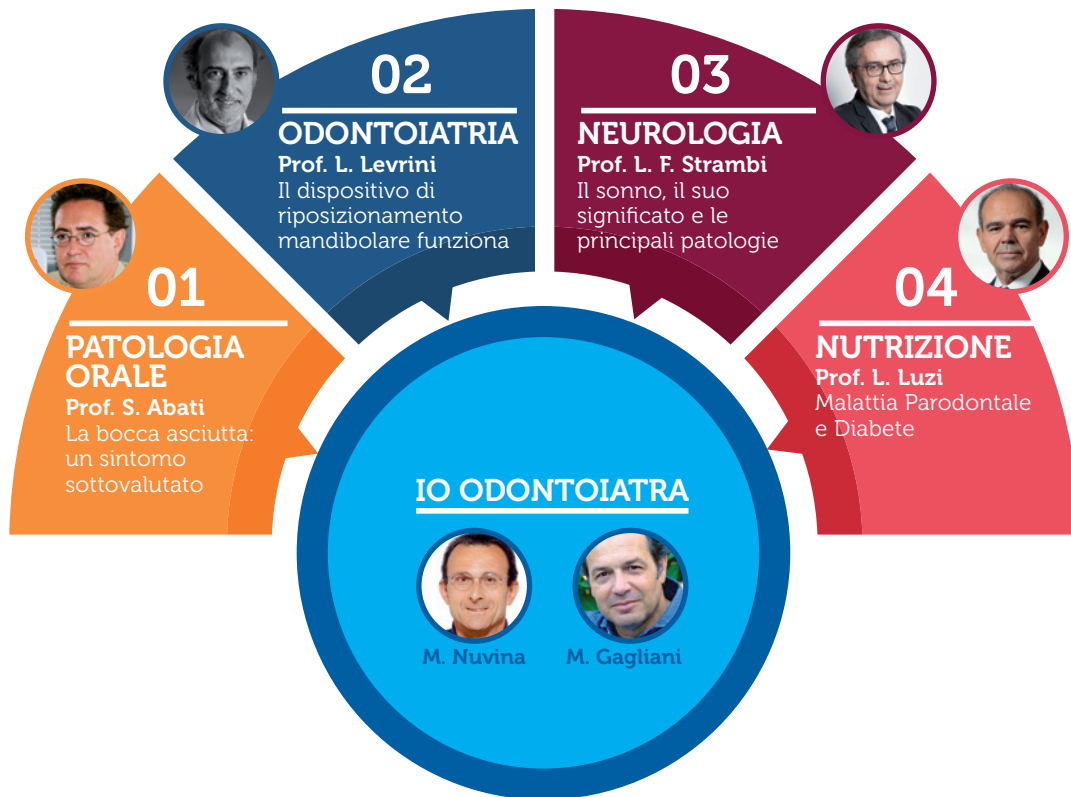 01
PATOLOGIA
ORALE
Prof. S. Abati
La bocca asciutta:
un sintomo
sottovalutato
02
ODONTOIATRIA
Prof. L. Levrini
Il dispositivo di
riposizionamento
mandibolare funziona
03
NEUROLOGIA
Prof. L. F. Strambi
Il sonno, il suo
significato e le
principali patologie
04
NUTRIZIONE
Prof. L. Luzi
Malattia Parodontale
e Diabete
IO ODONTOIATRA
M. Nuvina
M. Gagliani